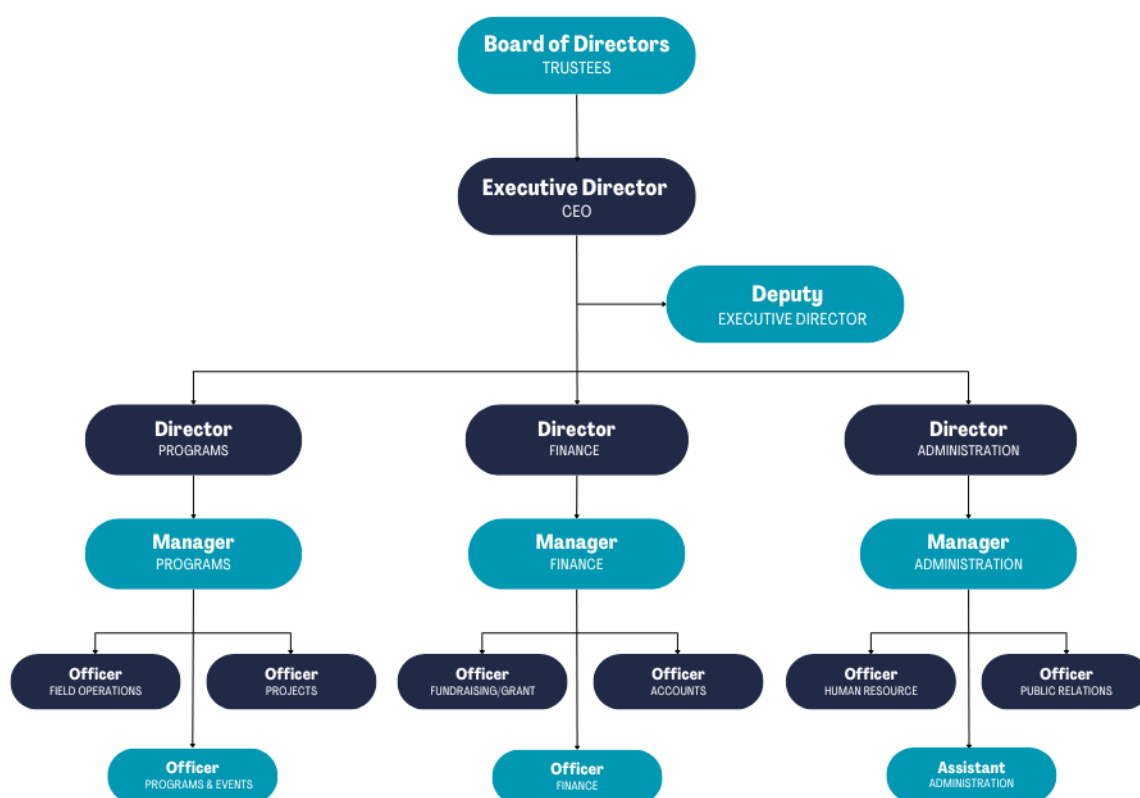 Board of Directors
TRUSTEES
Executive Director
CEO
Deputy
EXECUTIVE DIRECTOR
Director
PROGRAMS
Director
FINANCE
Director
ADMINISTRATION
Manager
PROGRAMS
Manager
FINANCE
Manager
ADMINISTRATION
Officer
FIELD OPERATIONS
Officer
PROJECTS
Officer
FUNDRAISING/GRANT
Officer
ACCOUNTS
Officer
HUMAN RESOURCE
Officer
PUBLIC RELATIONS
Officer
PROGRAMS & EVENTS
Officer
FINANCE
Assistant
ADMINISTRATION